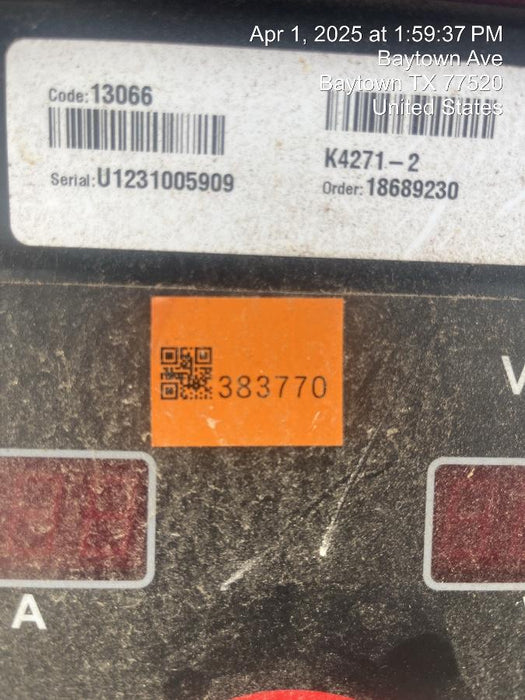 Apr 1, 2025 at 1:59:37 PM
Baytown Ave
Baytown TX 77520
United States
Code:13066
K4271-2
Serial:U1231005909
Order:18689230
383770
V
A